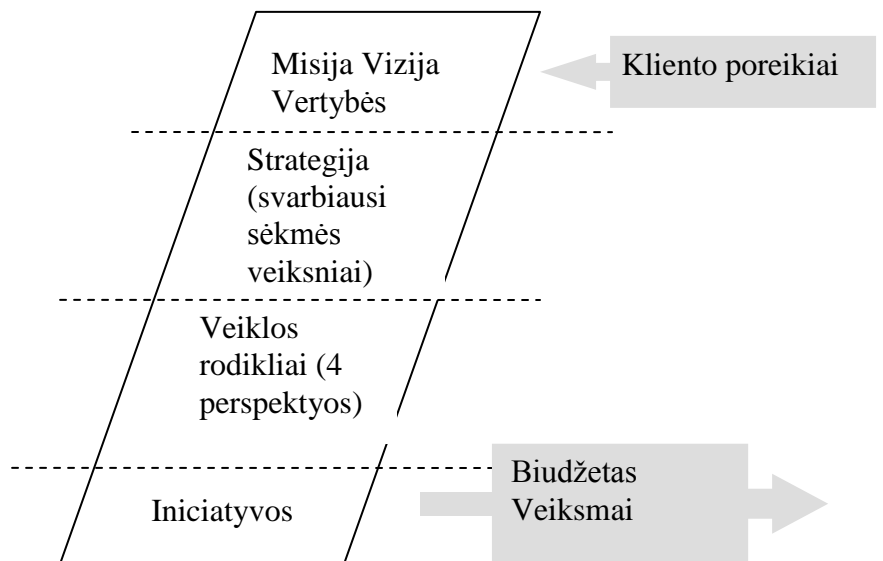 Misija Vizija
Vertybės
Kliento poreikiai
Strategija
(svarbiausi
sėkmės
veiksniai)
Veiklos
rodikliai (4
perspektyos)
Iniciatyvos
Biudžetas
Veiksmai